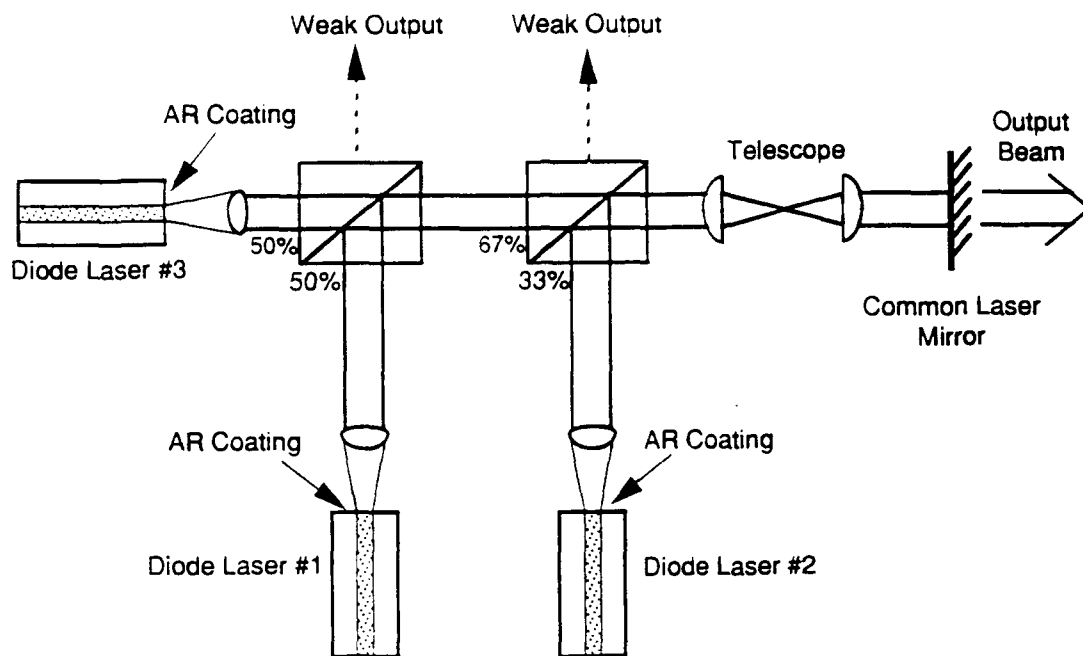 Weak Output
Weak Output
AR Coating
Telescope
Output
Beam
50%
50%
67%
33%
Diode Laser #3
Common Laser
Mirror
AR Coating
AR Coating
Diode Laser #1
Diode Laser #2